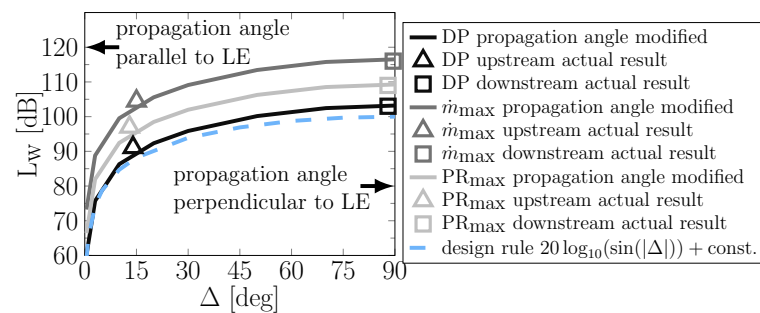 propagation angle
parallel to LE
propagation angle
perpendicular to LE
L_W [dB]
120
110
100
90
80
70
60
0
15
30
45
60
75
90
Δ [deg]
DP propagation angle modified
DP upstream actual result
DP downstream actual result
ṁ_max propagation angle modified
ṁ_max upstream actual result
ṁ_max downstream actual result
PR_max propagation angle modified
PR_max upstream actual result
PR_max downstream actual result
design rule 20 log₁₀(sin(|Δ|)) + const.